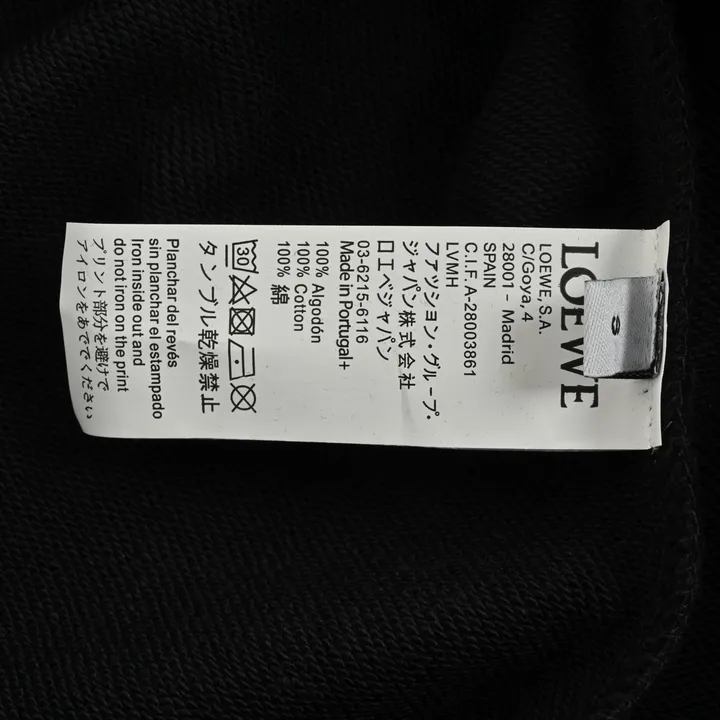 LOEWE
S
LOEWE, S.A.
C/Goya, 4
28001 - Madrid
SPAIN
C.I.F. A-28003861
LVMH
ファッション・グループ・
ジャパン株式会社
ロエベジャパン
03-6215-6116
Made in Portugal+
100% Algodón
100% Cotton
100% 綿
30
タンブル乾燥禁止
Planchar del revés
sin planchar el estampado
Iron inside out and
do not iron on the print
プリント部分を避けて
アイロンをあででください